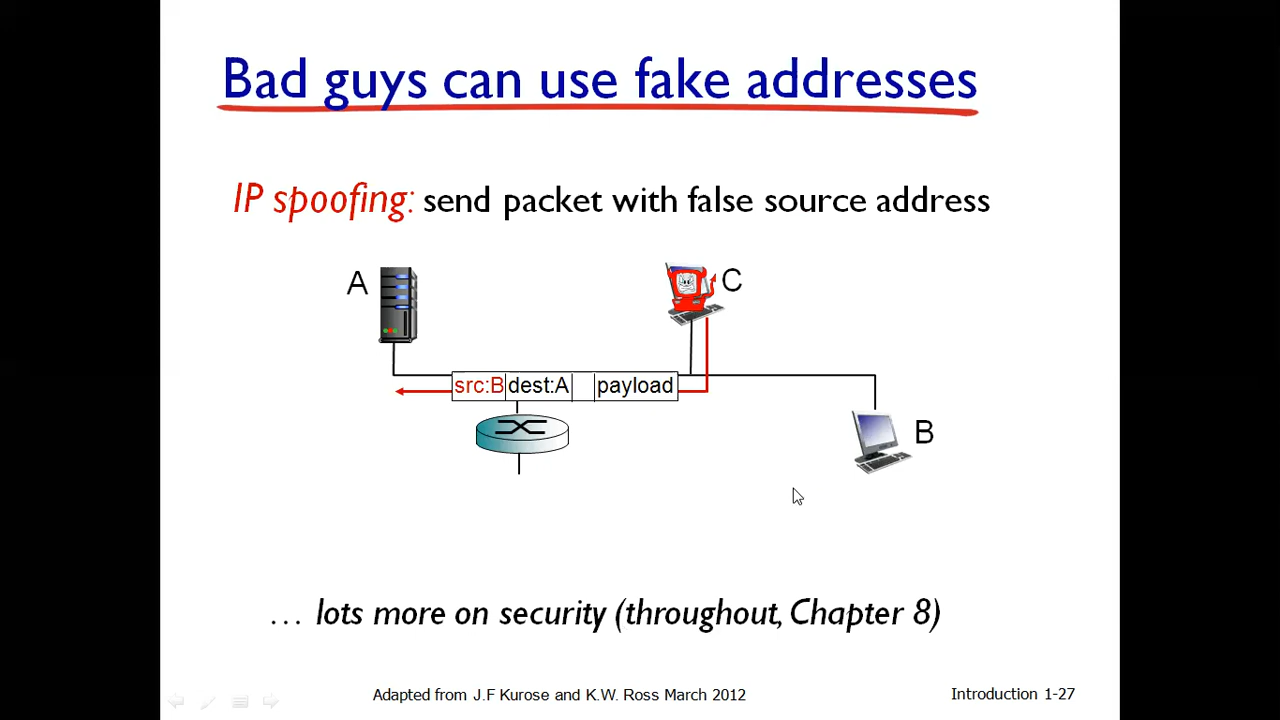 Bad guys can use fake addresses
IP spoofing: send packet with false source address
A
C
src:B dest:A payload
B
… lots more on security (throughout, Chapter 8)
Adapted from J.F Kurose and K.W. Ross March 2012
Introduction 1-27